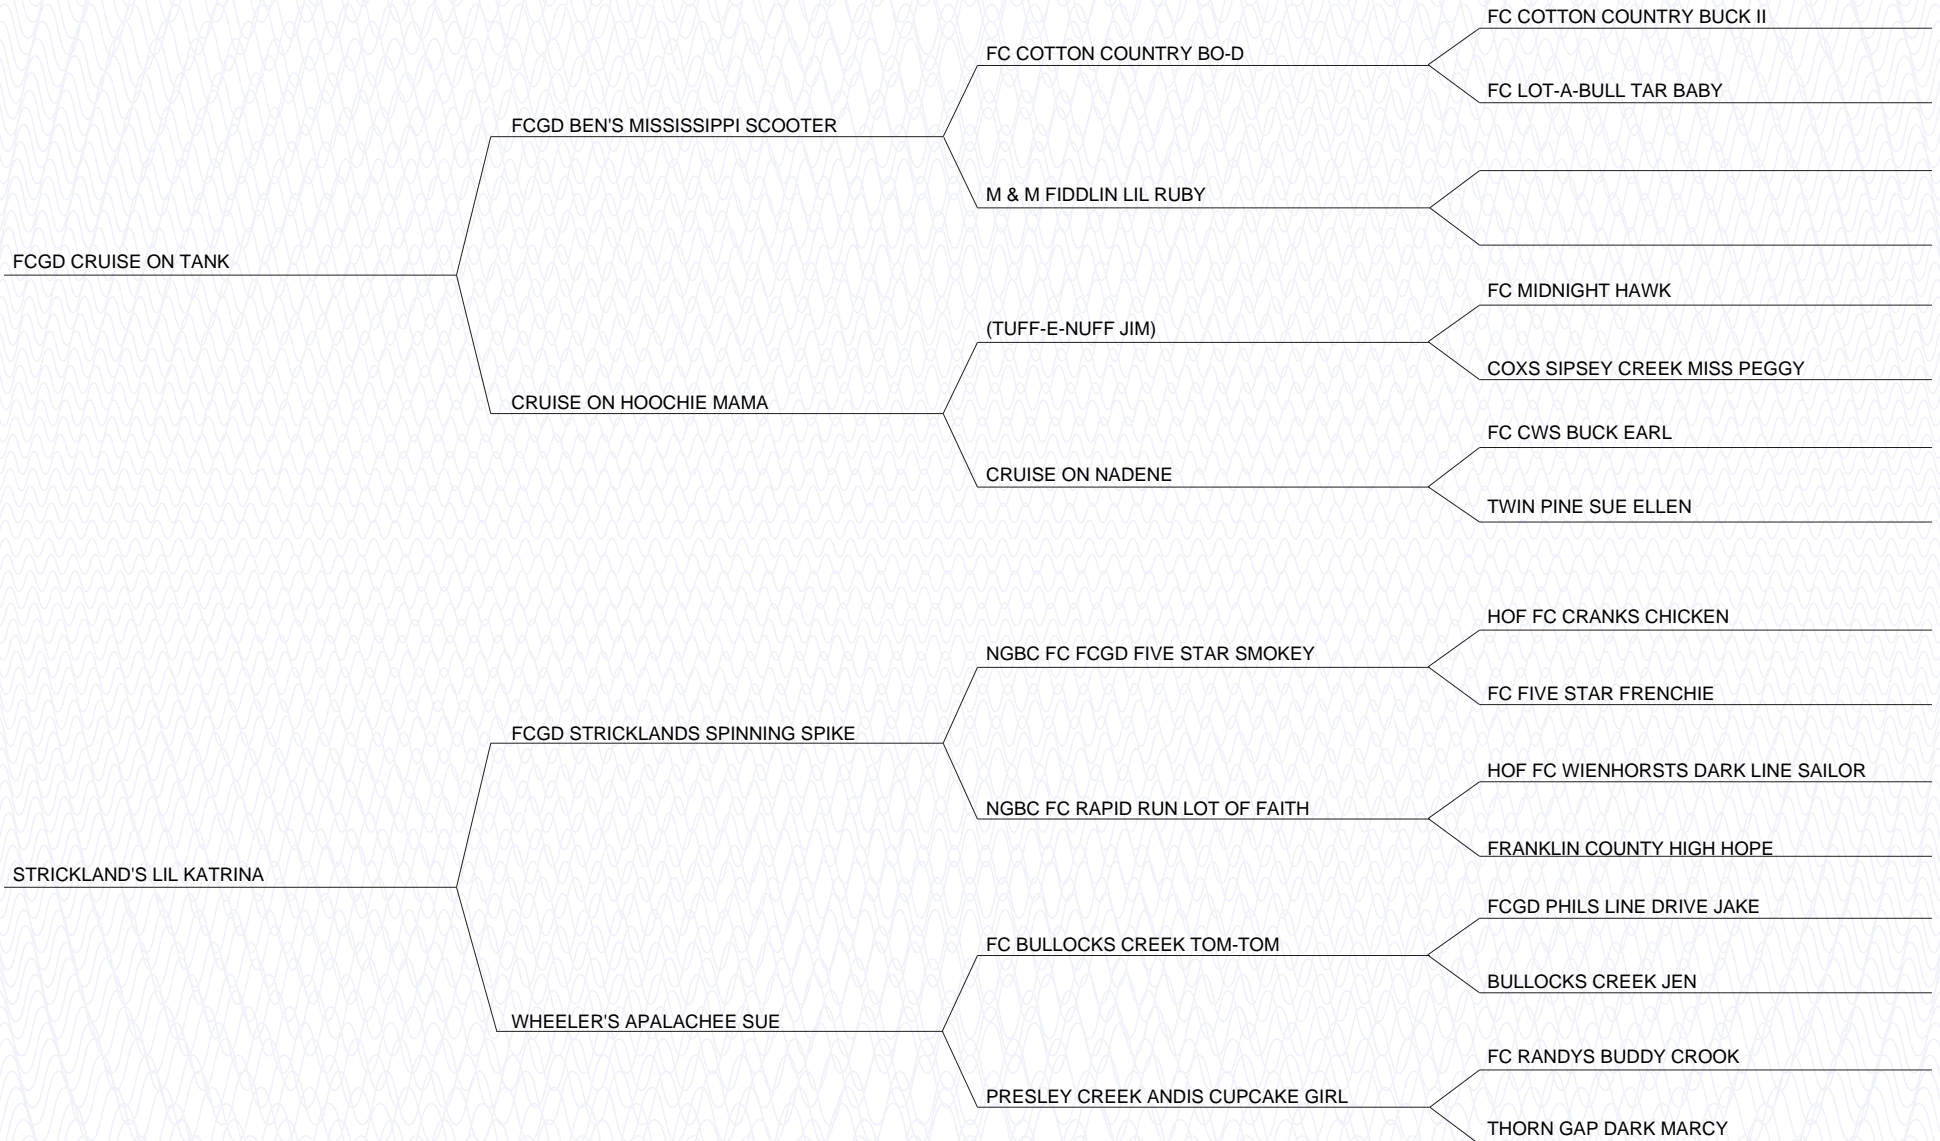 FC COTTON COUNTRY BUCK II
FC COTTON COUNTRY BO-D
FC LOT-A-BULL TAR BABY
FCGD BEN'S MISSISSIPPI SCOOTER
M & M FIDDLIN LIL RUBY
FCGD CRUISE ON TANK
FC MIDNIGHT HAWK
(TUFF-E-NUFF JIM)
COXS SIPSEY CREEK MISS PEGGY
CRUISE ON HOOCHIE MAMA
FC CWS BUCK EARL
CRUISE ON NADENE
TWIN PINE SUE ELLEN
HOF FC CRANKS CHICKEN
NGBC FC FCGD FIVE STAR SMOKEY
FC FIVE STAR FRENCHIE
FCGD STRICKLANDS SPINNING SPIKE
HOF FC WIENHORSTS DARK LINE SAILOR
NGBC FC RAPID RUN LOT OF FAITH
FRANKLIN COUNTY HIGH HOPE
STRICKLAND'S LIL KATRINA
FCGD PHILS LINE DRIVE JAKE
FC BULLOCKS CREEK TOM-TOM
BULLOCKS CREEK JEN
WHEELER'S APALACHEE SUE
FC RANDYS BUDDY CROOK
PRESLEY CREEK ANDIS CUPCAKE GIRL
THORN GAP DARK MARCY